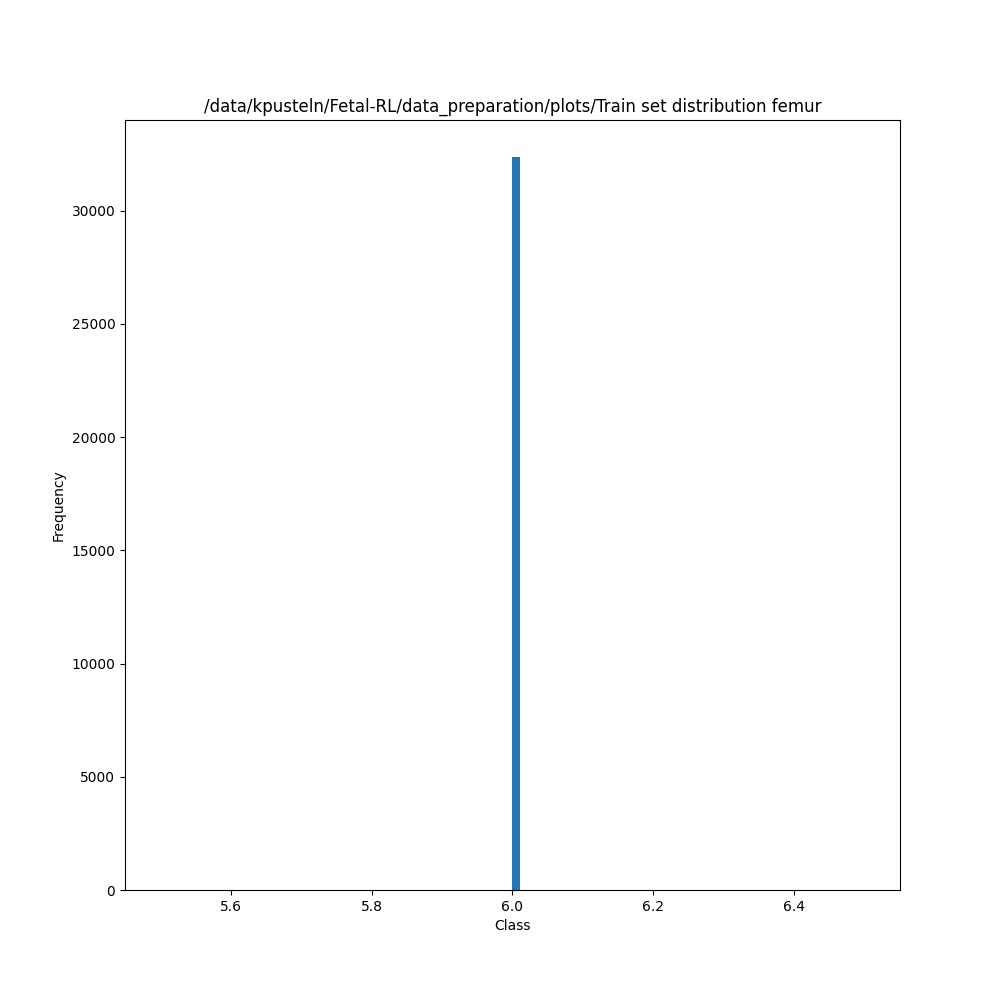 /data/kpusteln/Fetal-RL/data_preparation/plots/Train set distribution femur
30000
25000
20000
15000
10000
5000
0
Frequency
5.6 5.8 6.0 6.2 6.4
Class